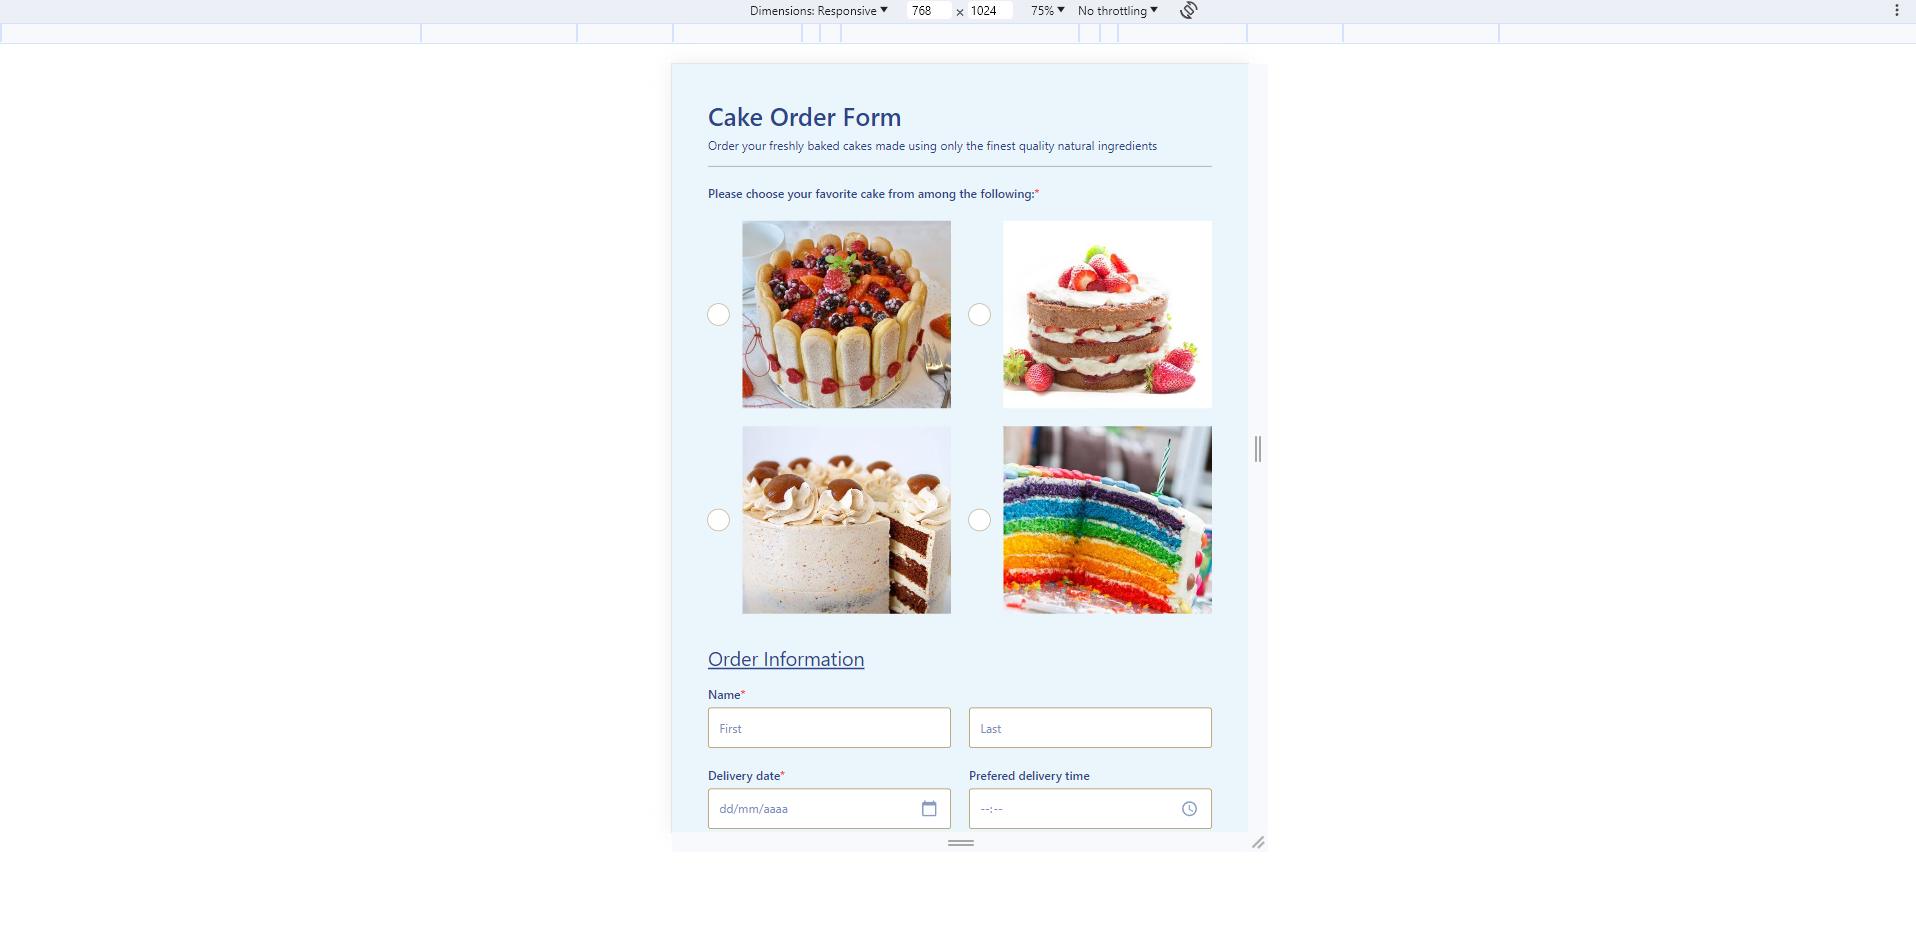 Dimensions: Responsive 768 × 1024 75% No throttling
Cake Order Form
Order your freshly baked cakes made using only the finest quality natural ingredients
Please choose your favorite cake from among the following:*
Order Information
Name*
First Last
Delivery date* Prefered delivery time
dd/mm/aaaa --:--